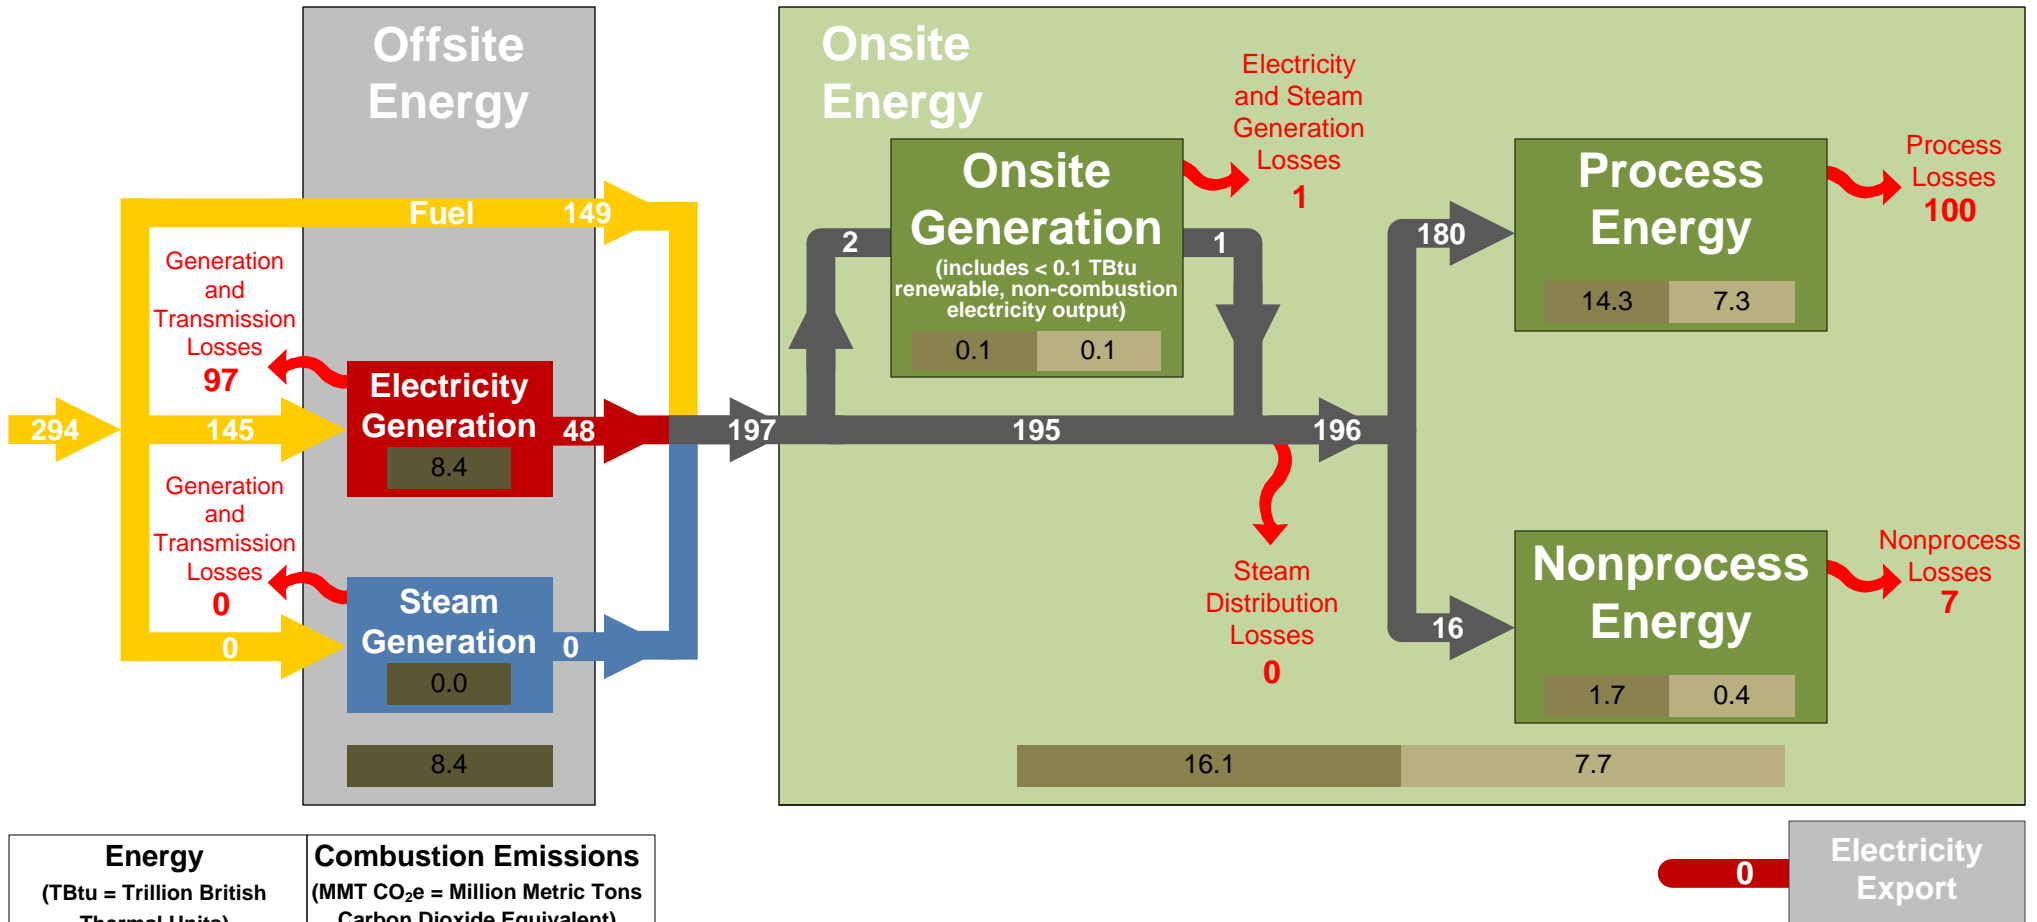 Offsite
Energy
Onsite
Energy
Electricity
and Steam
Generation
Losses
1
Onsite
Generation
(includes < 0.1 TBtu
renewable, non-combustion
electricity output)
0.1 0.1
Process
Energy
14.3 7.3
Process
Losses
100
Fuel 149
2
1
180
Generation
and
Transmission
Losses
97
Electricity
Generation
8.4
294
145
48
197
195
196
Generation
and
Transmission
Losses
0
Steam
Generation
0.0
0
0
Steam
Distribution
Losses
0
16
Nonprocess
Energy
1.7 0.4
Nonprocess
Losses
7
8.4
16.1 7.7
Energy
(TBtu = Trillion British
Thermal Units)
Combustion Emissions
(MMT CO₂e = Million Metric Tons
Carbon Dioxide Equivalent)
0
Electricity
Export